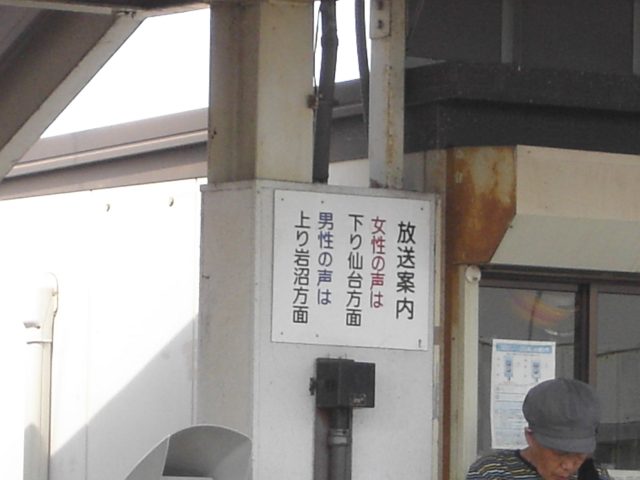 放送案内
女性の声は
下り仙台方面
男性の声は
上り岩沼方面